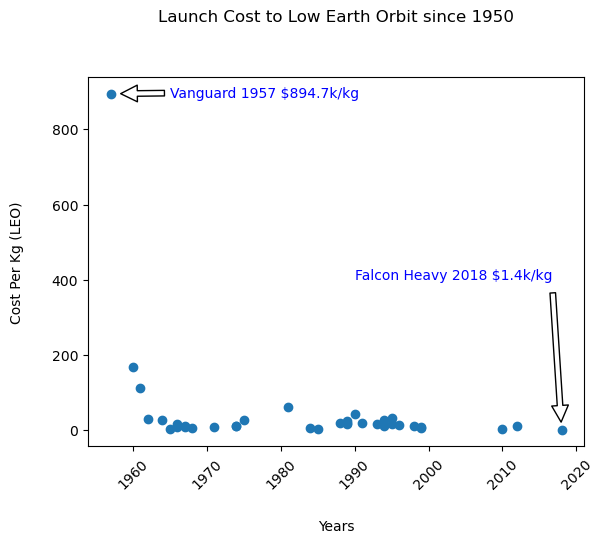 Launch Cost to Low Earth Orbit since 1950
Vanguard 1957 $894.7k/kg
Falcon Heavy 2018 $1.4k/kg
Cost Per Kg (LEO)
800
600
400
200
0
1960
1970
1980
1990
2000
2010
2020
Years